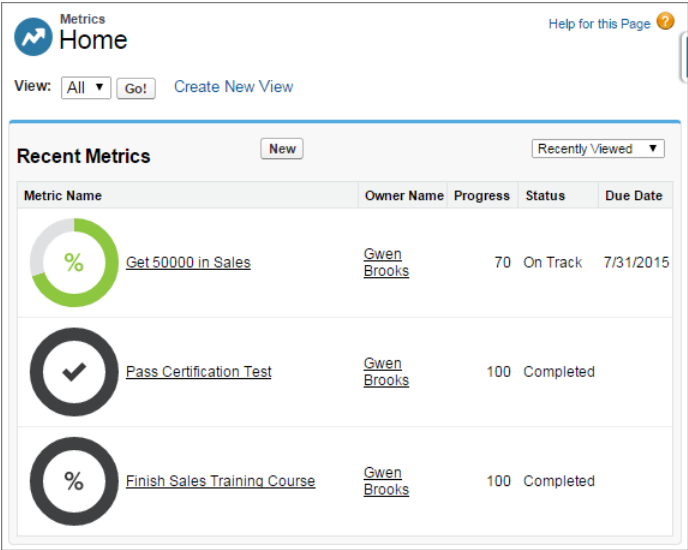 Metrics
Home
Help for this Page ?
View: All Go! Create New View
Recent Metrics New Recently Viewed
Metric Name Owner Name Progress Status Due Date
% Get 50000 in Sales Gwen Brooks 70 On Track 7/31/2015
Pass Certification Test Gwen Brooks 100 Completed
% Finish Sales Training Course Gwen Brooks 100 Completed